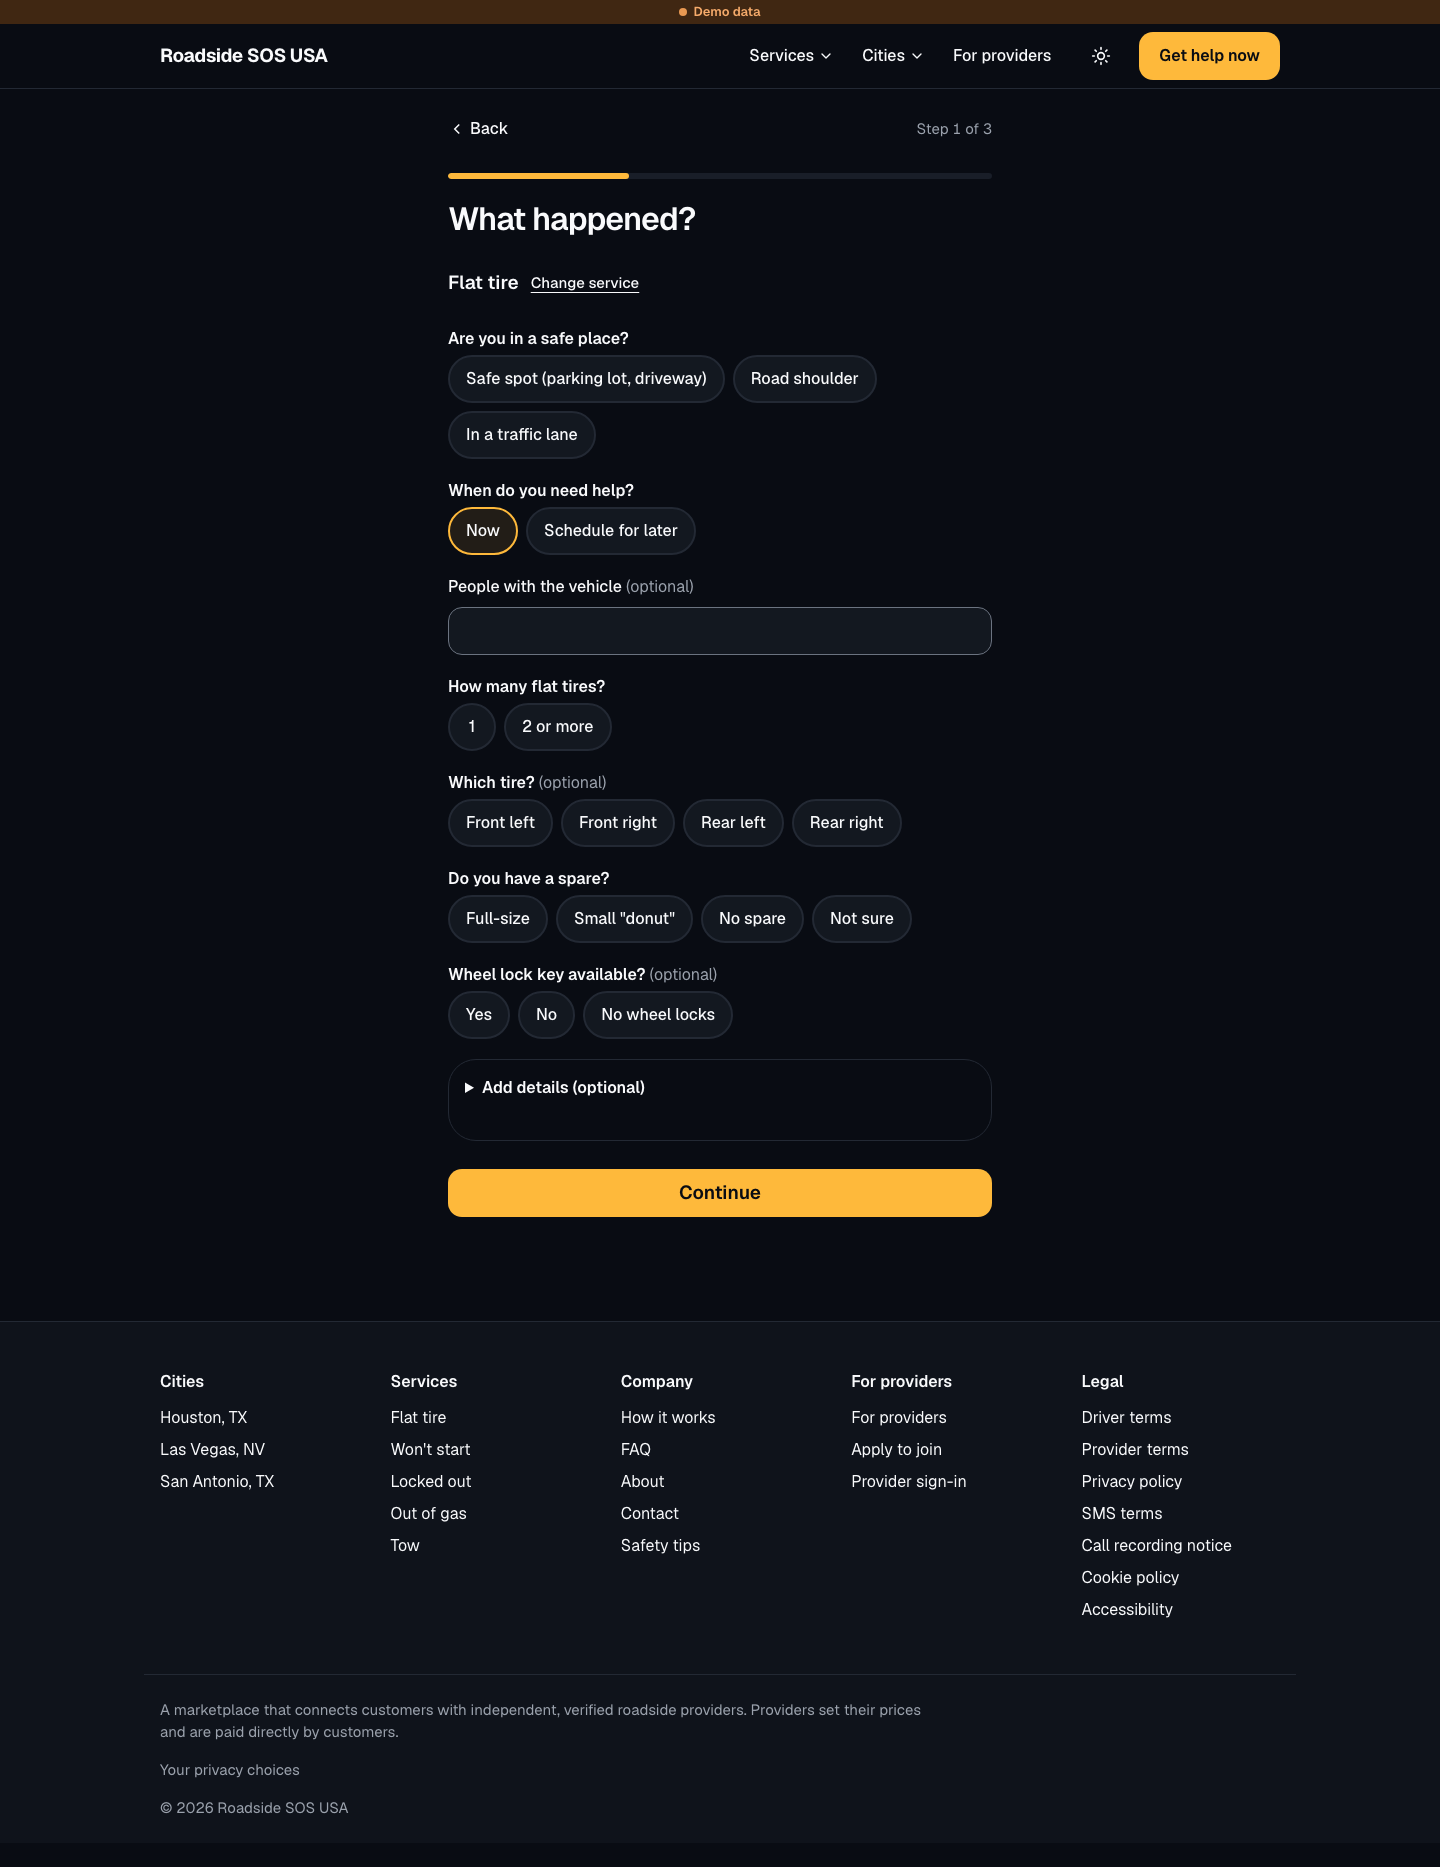 Demo data
Roadside SOS USA
Services
Cities
For providers
Get help now
Back
Step 1 of 3
What happened?
Flat tire Change service
Are you in a safe place?
Safe spot (parking lot, driveway)
Road shoulder
In a traffic lane
When do you need help?
Now
Schedule for later
People with the vehicle (optional)
How many flat tires?
1
2 or more
Which tire? (optional)
Front left
Front right
Rear left
Rear right
Do you have a spare?
Full-size
Small "donut"
No spare
Not sure
Wheel lock key available? (optional)
Yes
No
No wheel locks
Add details (optional)
Continue
Cities
Houston, TX
Las Vegas, NV
San Antonio, TX
Services
Flat tire
Won't start
Locked out
Out of gas
Tow
Company
How it works
FAQ
About
Contact
Safety tips
For providers
For providers
Apply to join
Provider sign-in
Legal
Driver terms
Provider terms
Privacy policy
SMS terms
Call recording notice
Cookie policy
Accessibility
A marketplace that connects customers with independent, verified roadside providers. Providers set their prices
and are paid directly by customers.
Your privacy choices
© 2026 Roadside SOS USA